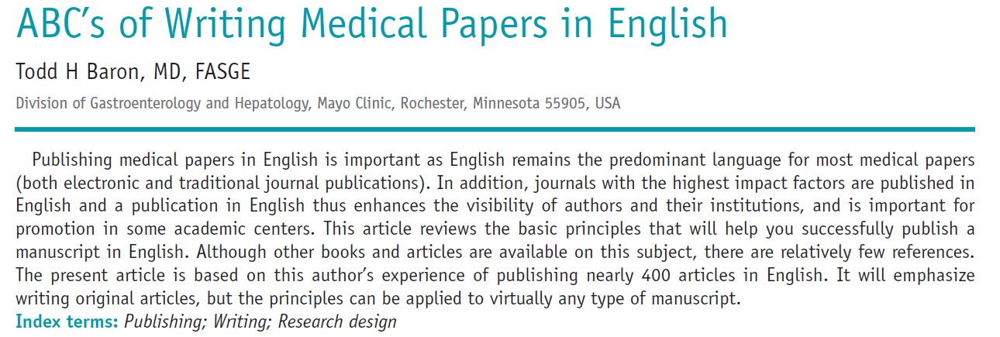 ABC’s of Writing Medical Papers in English
Todd H Baron, MD, FASGE
Division of Gastroenterology and Hepatology, Mayo Clinic, Rochester, Minnesota 55905, USA
Publishing medical papers in English is important as English remains the predominant language for most medical papers
(both electronic and traditional journal publications). In addition, journals with the highest impact factors are published in
English and a publication in English thus enhances the visibility of authors and their institutions, and is important for
promotion in some academic centers. This article reviews the basic principles that will help you successfully publish a
manuscript in English. Although other books and articles are available on this subject, there are relatively few references.
The present article is based on this author’s experience of publishing nearly 400 articles in English. It will emphasize
writing original articles, but the principles can be applied to virtually any type of manuscript.
Index terms: Publishing; Writing; Research design